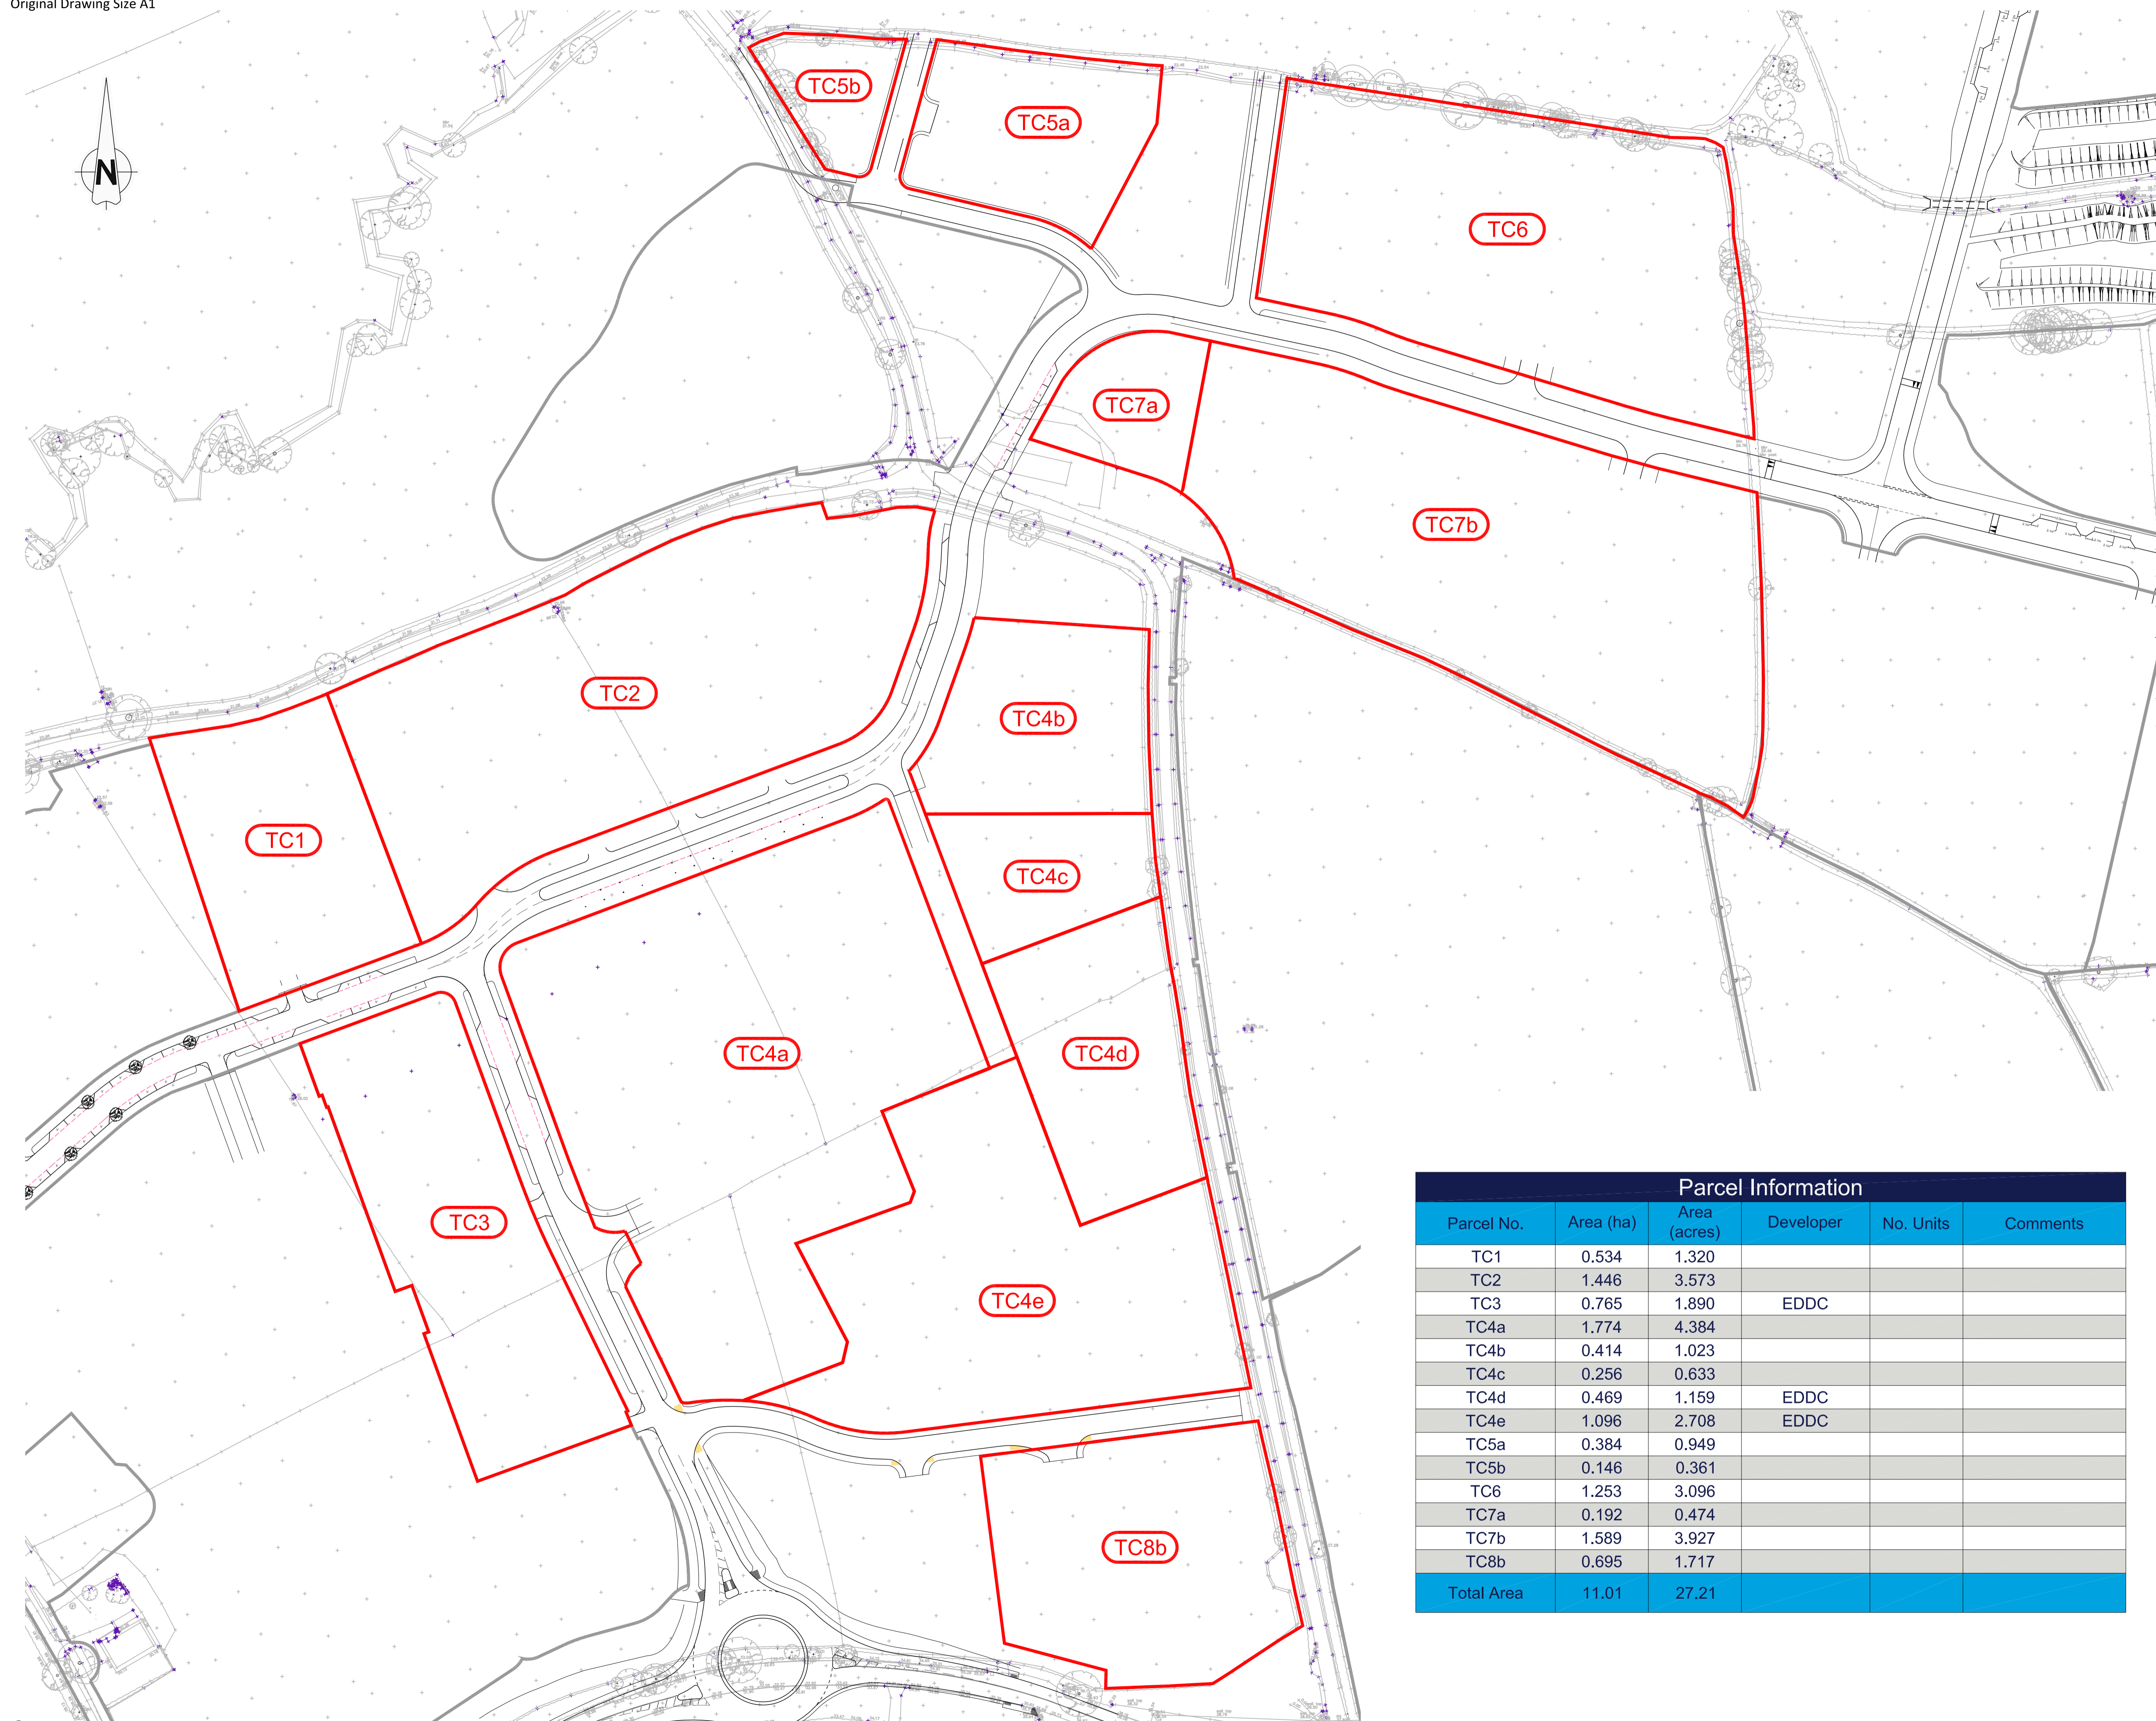 Original Drawing Size A1
N
TC5b
TC5a
TC6
TC7a
TC7b
TC2
TC4b
TC1
TC4c
TC4a
TC4d
TC3
TC4e
TC8b
Parcel Information
Parcel No. Area (ha) Area (acres) Developer No. Units Comments
TC1 0.534 1.320
TC2 1.446 3.573
TC3 0.765 1.890 EDDC
TC4a 1.774 4.384
TC4b 0.414 1.023
TC4c 0.256 0.633
TC4d 0.469 1.159 EDDC
TC4e 1.096 2.708 EDDC
TC5a 0.384 0.949
TC5b 0.146 0.361
TC6 1.253 3.096
TC7a 0.192 0.474
TC7b 1.589 3.927
TC8b 0.695 1.717
Total Area 11.01 27.21